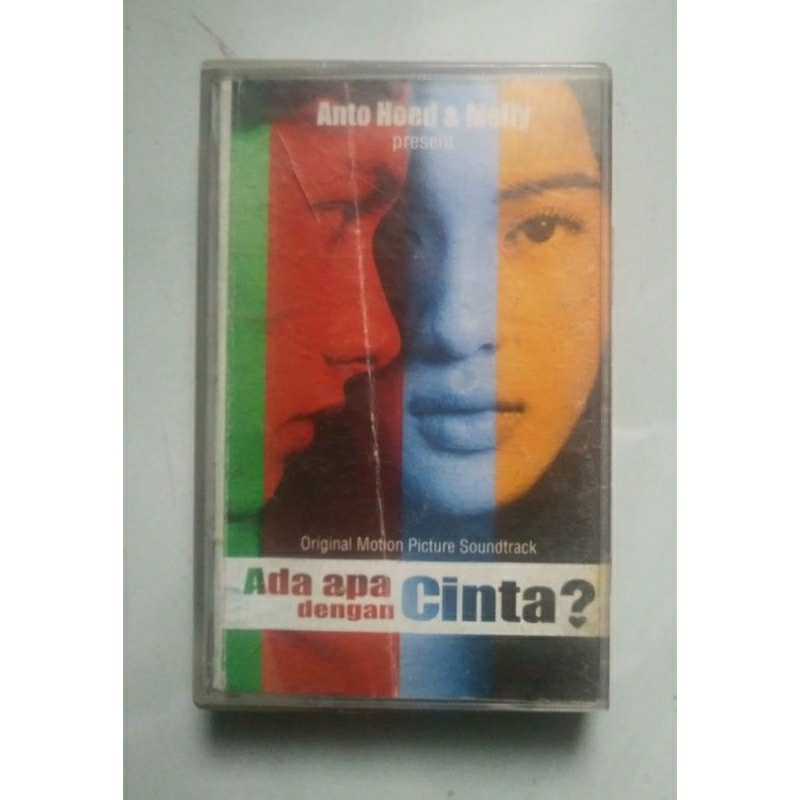 Anto Hoed & Melly
present
Original Motion Picture Soundtrack
Ada apa
dengan
Cinta?